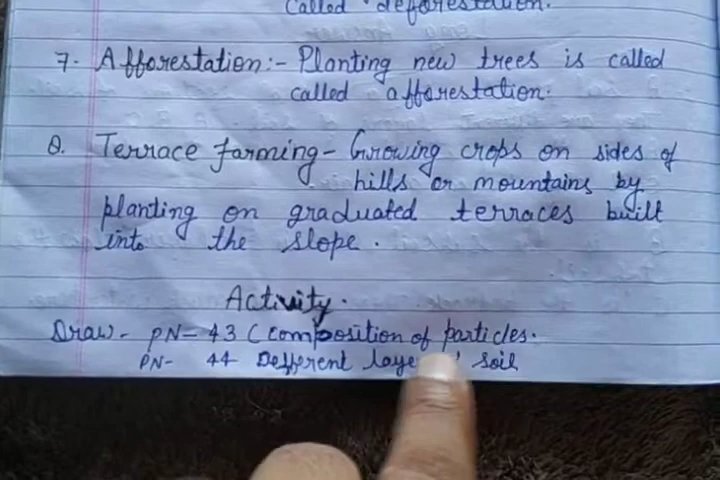 called deforestation.
7. Afforestation:- Planting new trees is called
called afforestation.
8. Terrace farming - Growing crops on sides of
hills or mountains by
planting on graduated terraces built
into the slope.
Activity.
Draw - PN- 43 (composition of particles.
PN- 44 Defferent soil